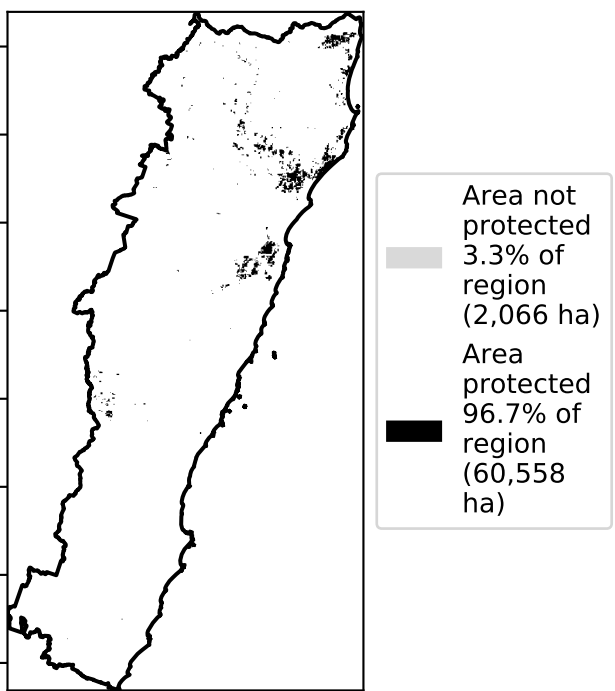 Area not
protected
3.3% of
region
(2,066 ha)
Area
protected
96.7% of
region
(60,558
ha)